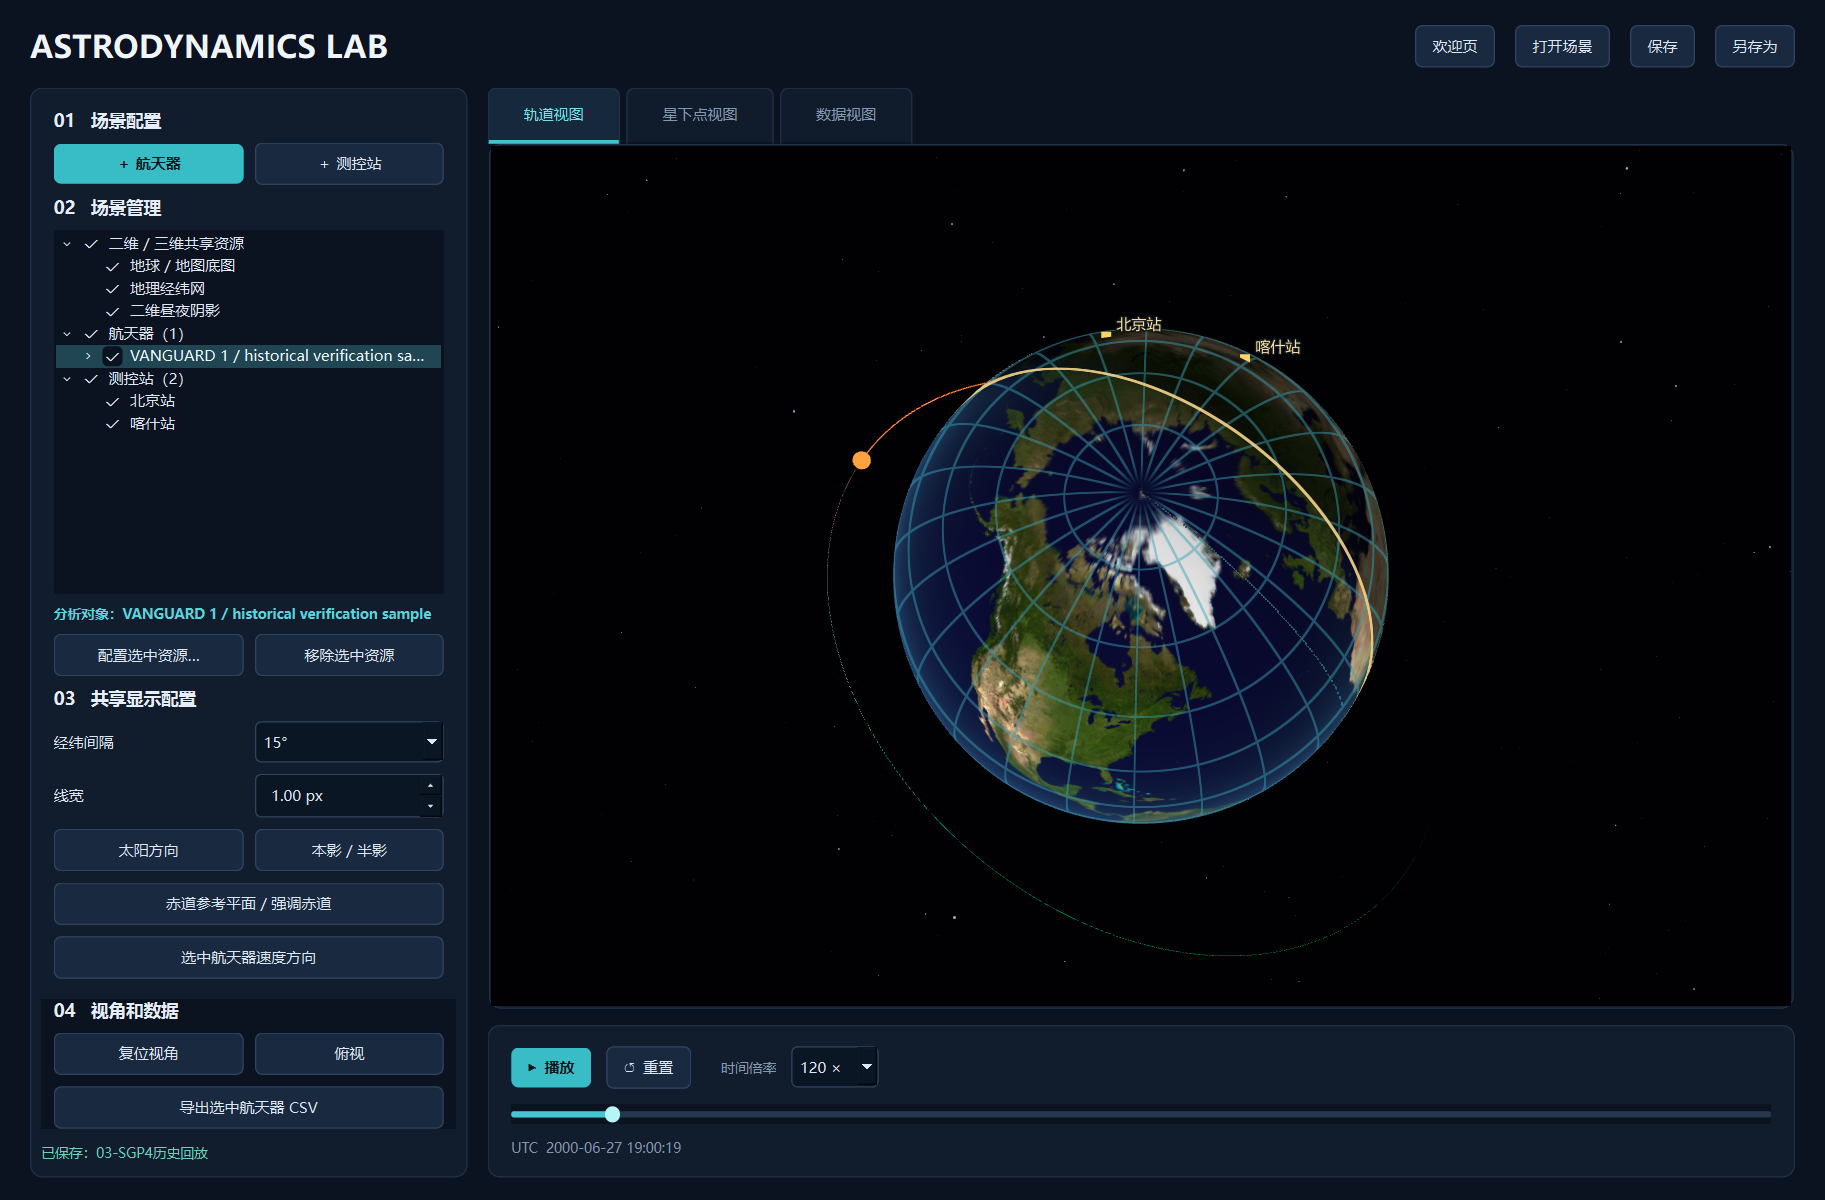 ASTRODYNAMICS LAB
欢迎页
打开场景
保存
另存为
01 场景配置
+ 航天器
+ 测控站
02 场景管理
二维 / 三维共享资源
地球 / 地图底图
地理经纬网
二维昼夜阴影
航天器 (1)
VANGUARD 1 / historical verification sa...
测控站 (2)
北京站
喀什站
分析对象: VANGUARD 1 / historical verification sample
配置选中资源...
移除选中资源
03 共享显示配置
经纬间隔
15°
线宽
1.00 px
太阳方向
本影 / 半影
赤道参考平面 / 强调赤道
选中航天器速度方向
04 视角和数据
复位视角
俯视
导出选中航天器 CSV
已保存: 03-SGP4历史回放
轨道视图
星下点视图
数据视图
北京站
喀什站
播放
重置
时间倍率
120 ×
UTC 2000-06-27 19:00:19